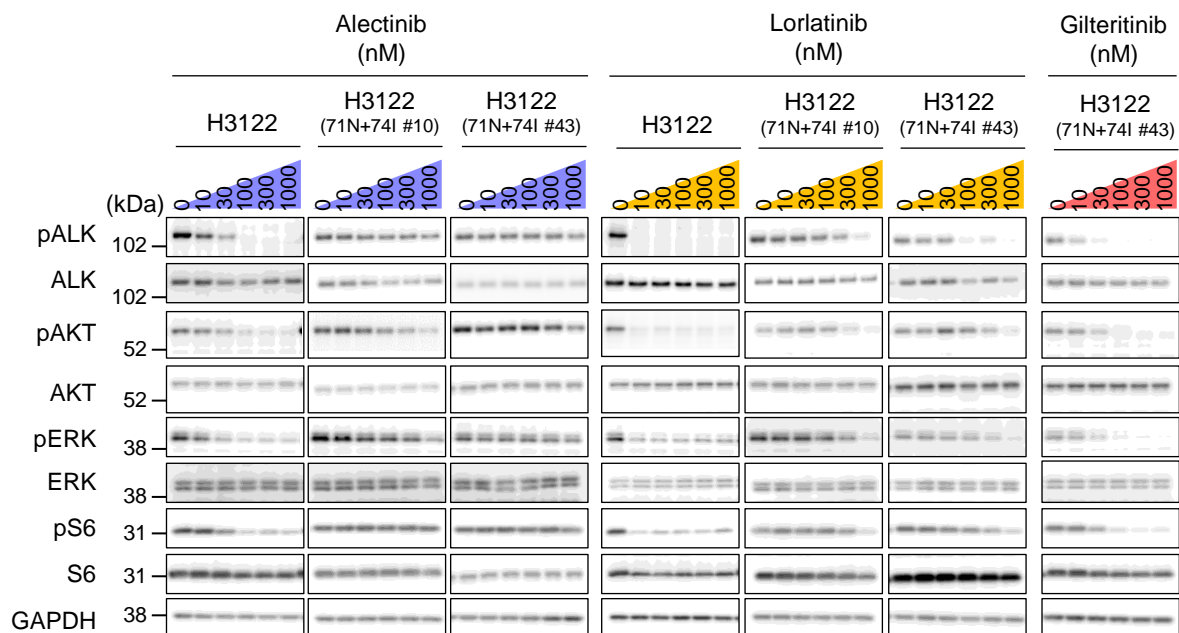 Alectinib
(nM)
Lorlatinib
(nM)
Gilteritinib
(nM)
H3122
H3122
(71N+74I #10)
H3122
(71N+74I #43)
H3122
H3122
(71N+74I #10)
H3122
(71N+74I #43)
H3122
(71N+74I #43)
(kDa)
0 10 30 100 300 1000
0 10 30 100 300 1000
0 10 30 100 300 1000
0 10 30 100 300 1000
0 10 30 100 300 1000
0 10 30 100 300 1000
0 10 30 100 300 1000
pALK 102
ALK 102
pAKT 52
AKT 52
pERK 38
ERK 38
pS6 31
S6 31
GAPDH 38